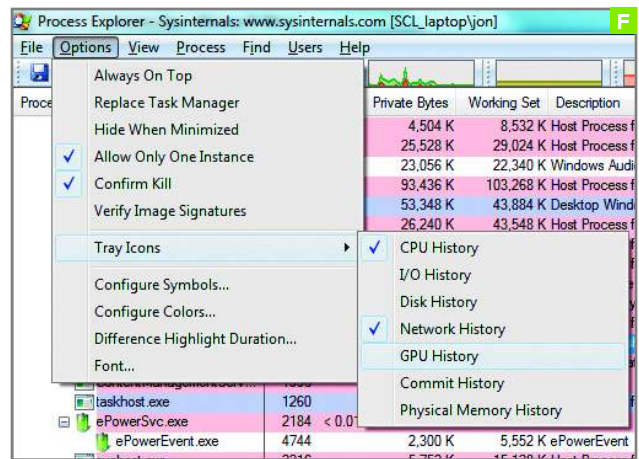 Process Explorer - Sysinternals: www.sysinternals.com [SCL_laptop\jon]
F
File Options View Process Find Users Help
Always On Top
Replace Task Manager
Hide When Minimized
Allow Only One Instance
Confirm Kill
Verify Image Signatures
Tray Icons
Configure Symbols...
Configure Colors...
Difference Highlight Duration...
Font...
CPU History
I/O History
Disk History
Network History
GPU History
Commit History
Physical Memory History
Proce Private Bytes Working Set Description
4,504 K 8,532 K Host Process f
25,528 K 29,024 K Host Process f
23,056 K 22,340 K Windows Audi
93,436 K 103,268 K Host Process f
53,348 K 43,884 K Desktop Wind
26,240 K 43,548 K Host Process f
taskhost.exe 1260
ePowerSvc.exe 2184 < 0.01
ePowerEvent.exe 4744 2,300 K 5,552 K ePowerEvent